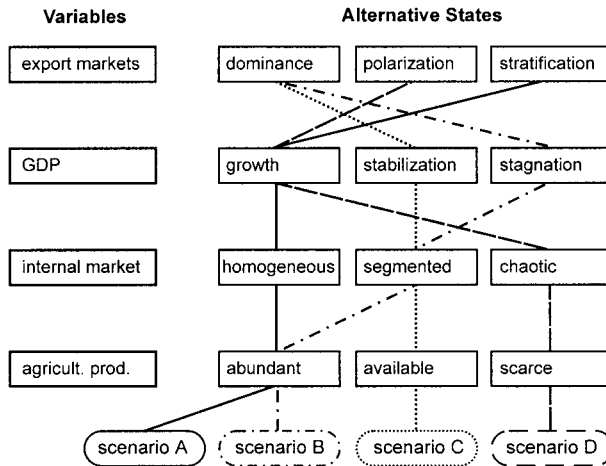 Variables Alternative States
export markets dominance polarization stratification
GDP growth stabilization stagnation
internal market homogeneous segmented chaotic
agricult. prod. abundant available scarce
scenario A scenario B scenario C scenario D